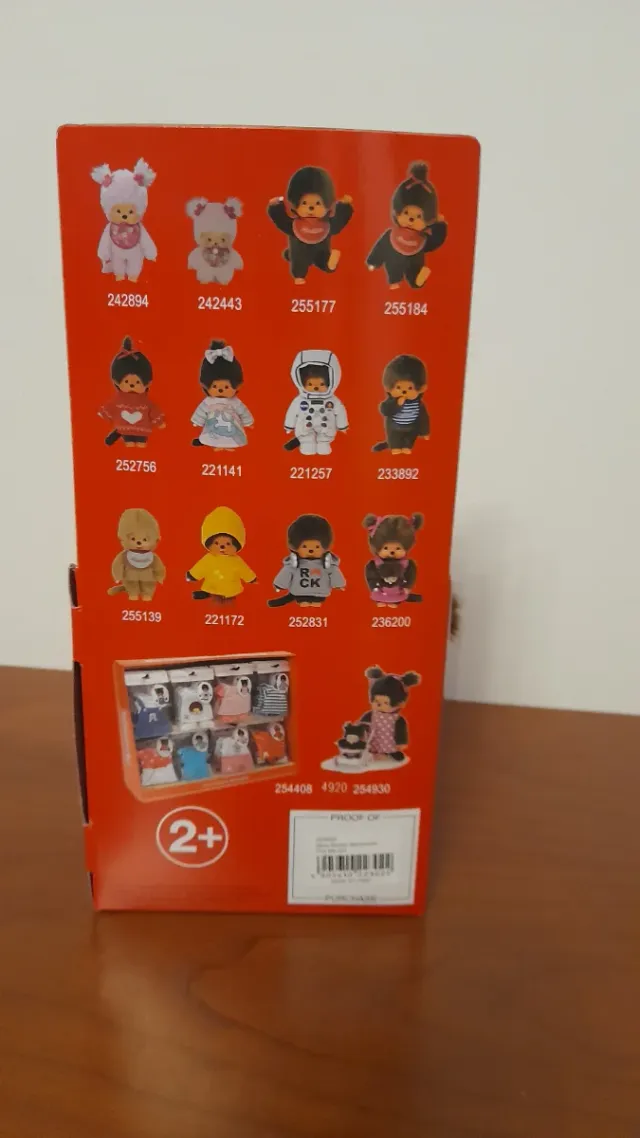 242894 242443 255177 255184
252756 221141 221257 233892
R CK
255139 221172 252831 236200
254408 4920 254930
2+
PROOF OF
PURCHASE